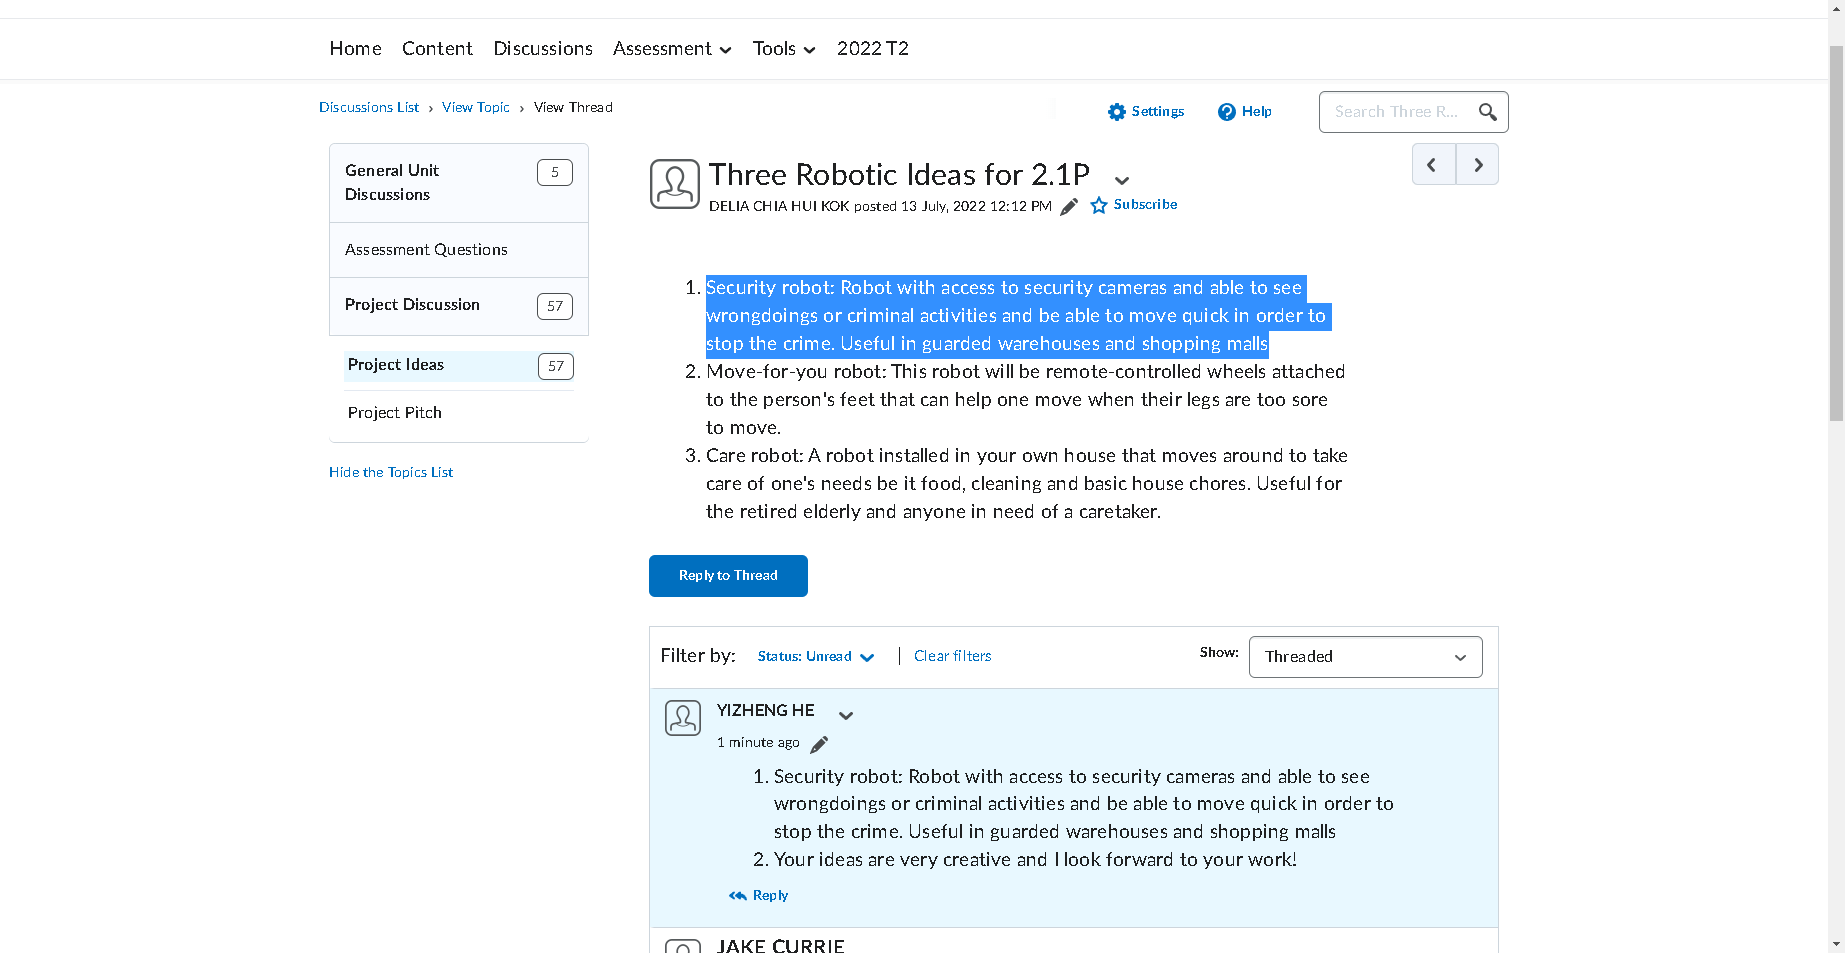 Home Content Discussions Assessment Tools 2022 T2
Discussions List › View Topic › View Thread
Settings Help Search Three R...
General Unit Discussions 5
Assessment Questions
Project Discussion 57
Project Ideas 57
Project Pitch
Hide the Topics List
Three Robotic Ideas for 2.1P
DELIA CHIA HUI KOK posted 13 July, 2022 12:12 PM Subscribe
1. Security robot: Robot with access to security cameras and able to see
wrongdoings or criminal activities and be able to move quick in order to
stop the crime. Useful in guarded warehouses and shopping malls
2. Move-for-you robot: This robot will be remote-controlled wheels attached
to the person's feet that can help one move when their legs are too sore
to move.
3. Care robot: A robot installed in your own house that moves around to take
care of one's needs be it food, cleaning and basic house chores. Useful for
the retired elderly and anyone in need of a caretaker.
Reply to Thread
Filter by: Status: Unread | Clear filters Show: Threaded
YIZHENG HE
1 minute ago
1. Security robot: Robot with access to security cameras and able to see
wrongdoings or criminal activities and be able to move quick in order to
stop the crime. Useful in guarded warehouses and shopping malls
2. Your ideas are very creative and I look forward to your work!
Reply
JAKE CURRIE